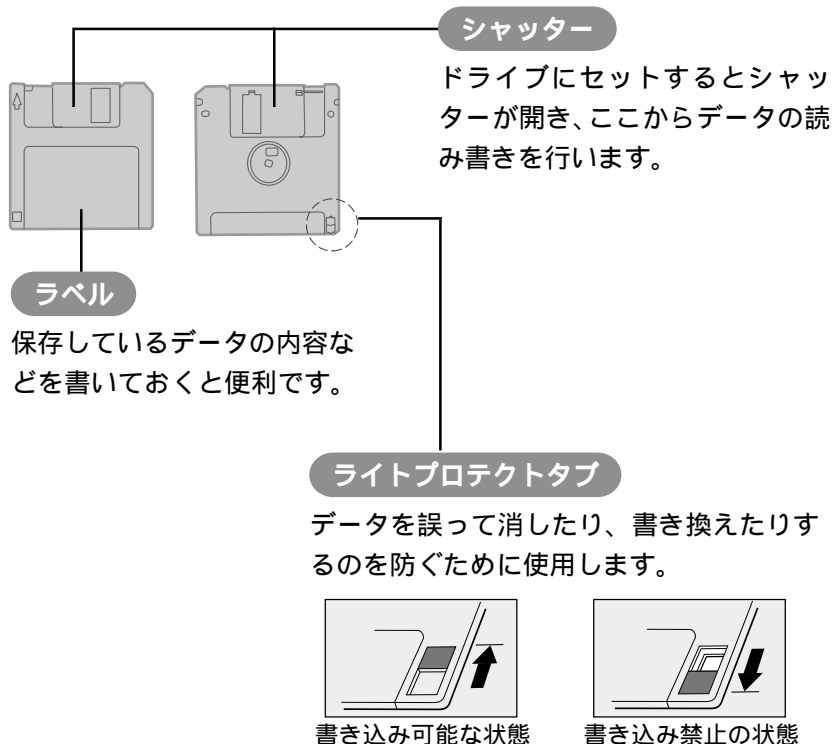 シャッター
ドライブにセットするとシャッ
ターが開き、ここからデータの読
み書きを行います。
ラベル
保存しているデータの内容な
どを書いておくと便利です。
ライトプロテクトタブ
データを誤って消したり、書き換えたりす
るのを防ぐために使用します。
書き込み可能な状態
書き込み禁止の状態